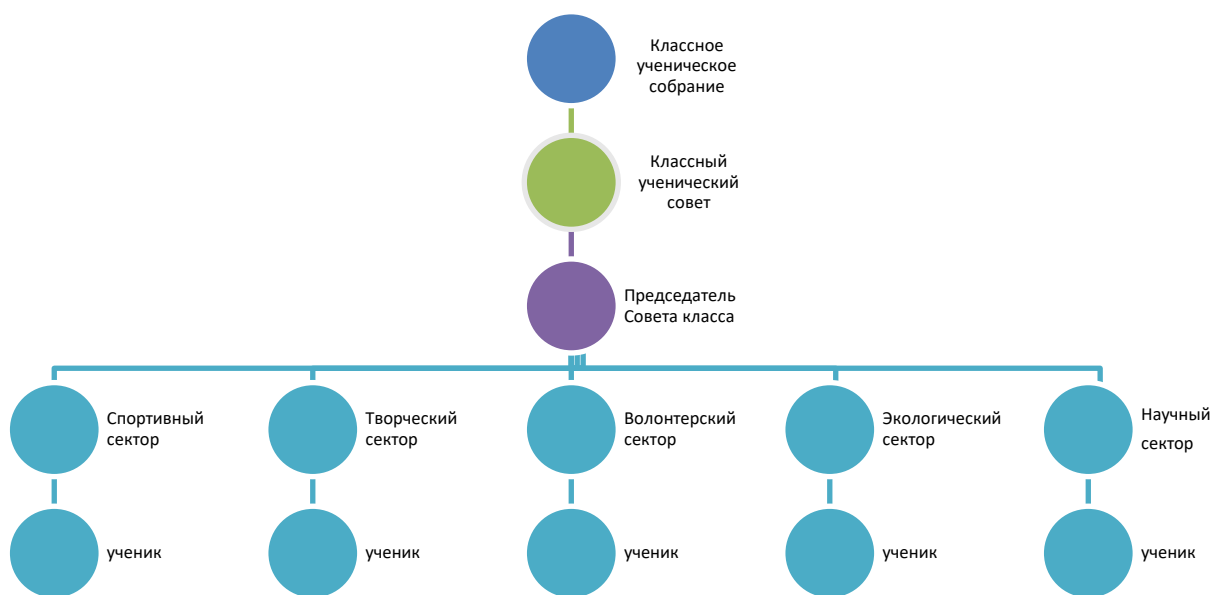 Классное
ученическое
собрание
Классный
ученический
совет
Председатель
Совета класса
Спортивный
сектор
Творческий
сектор
Волонтерский
сектор
Экологический
сектор
Научный
сектор
ученик
ученик
ученик
ученик
ученик